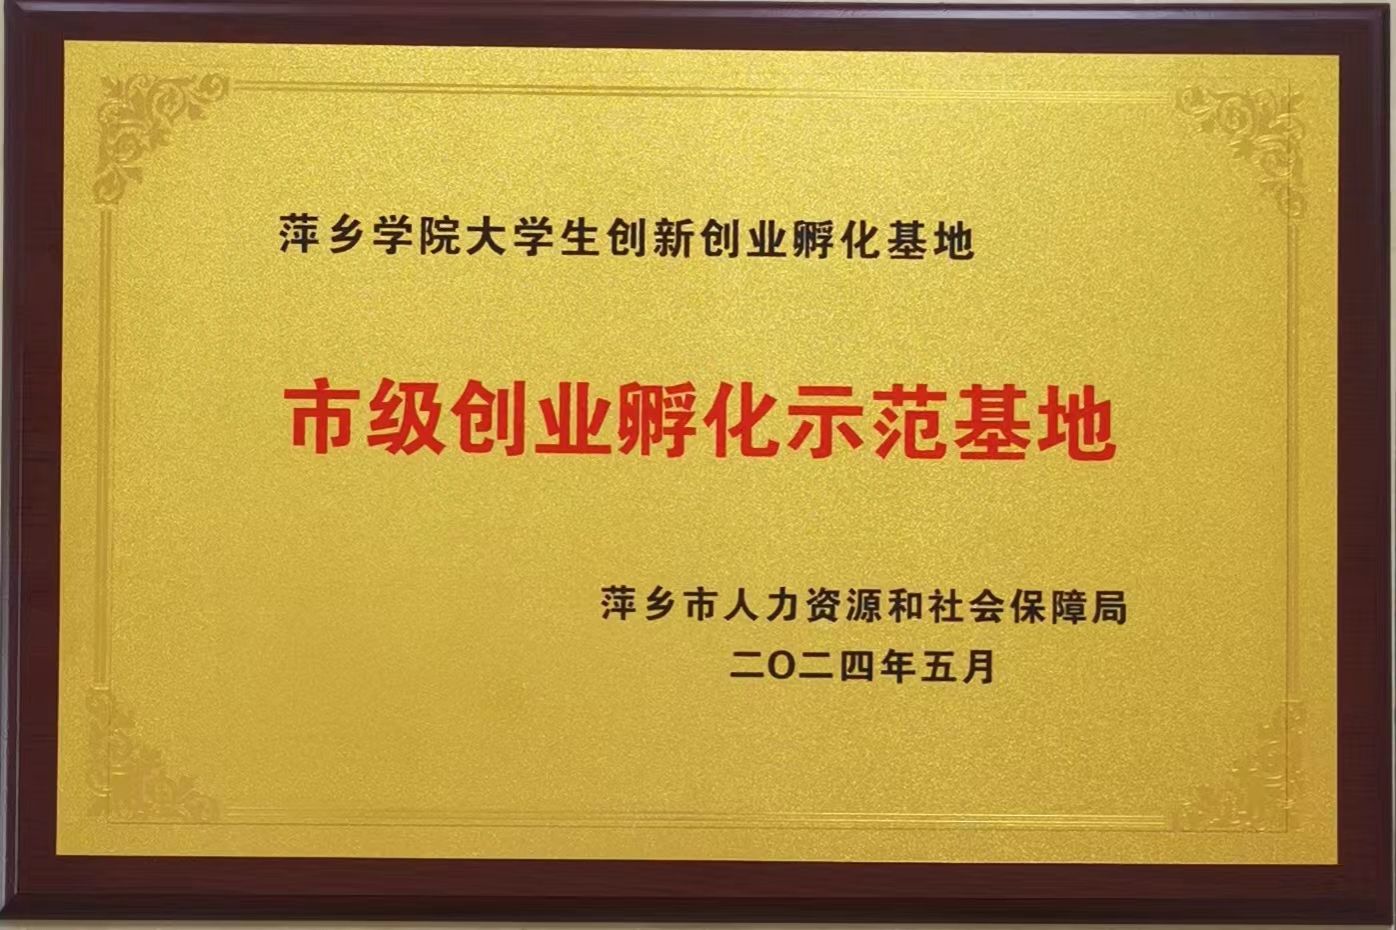 萍乡学院大学生创新创业孵化基地
市级创业孵化示范基地
萍乡市人力资源和社会保障局
二〇二四年五月